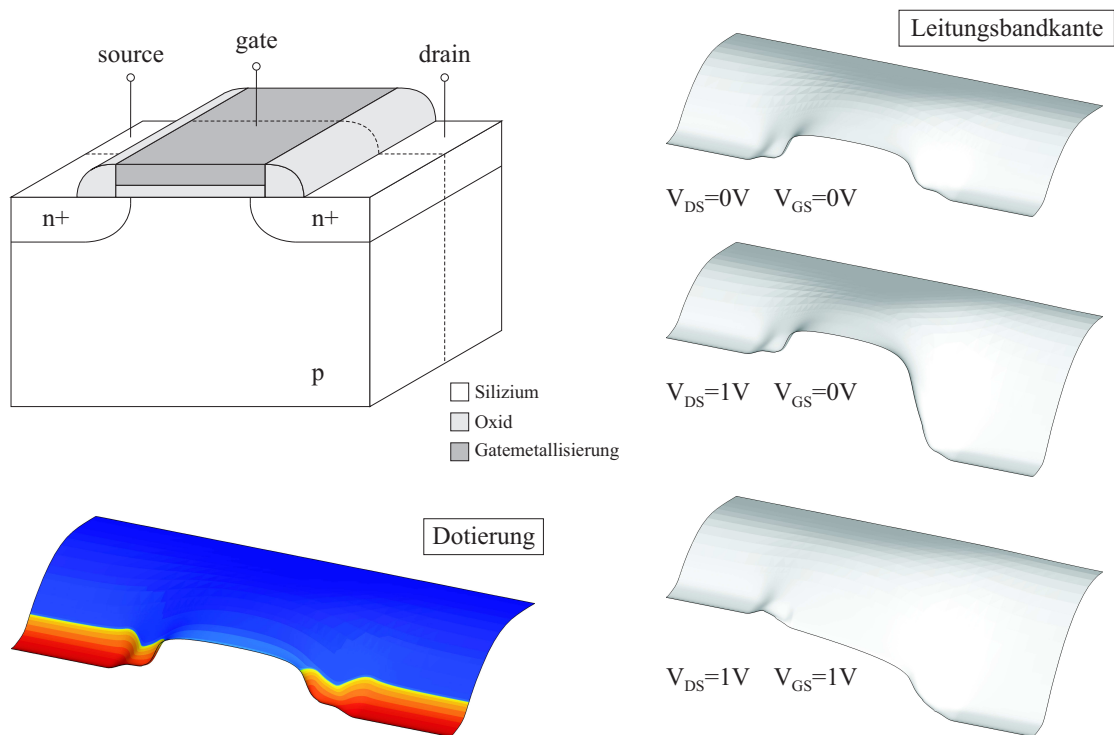 source
gate
drain
n+
n+
p
Silizium
Oxid
Gatemetallisierung
Dotierung
Leitungsbandkante
V_DS=0V V_GS=0V
V_DS=1V V_GS=0V
V_DS=1V V_GS=1V